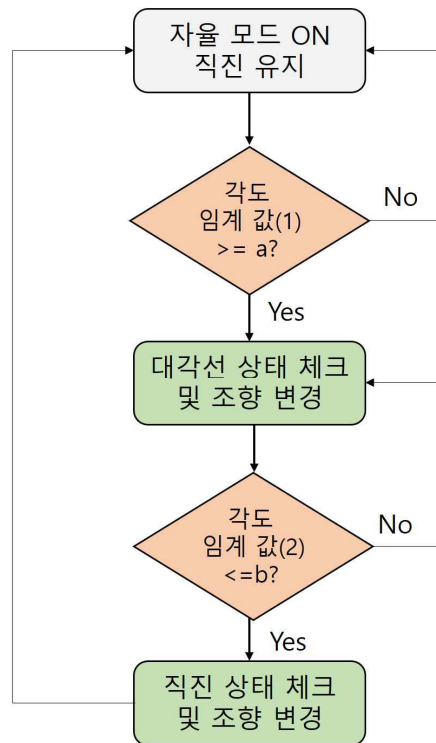 자율 모드 ON
직진 유지
각도
임계 값(1)
>= a?
No
Yes
대각선 상태 체크
및 조향 변경
각도
임계 값(2)
<=b?
No
Yes
직진 상태 체크
및 조향 변경